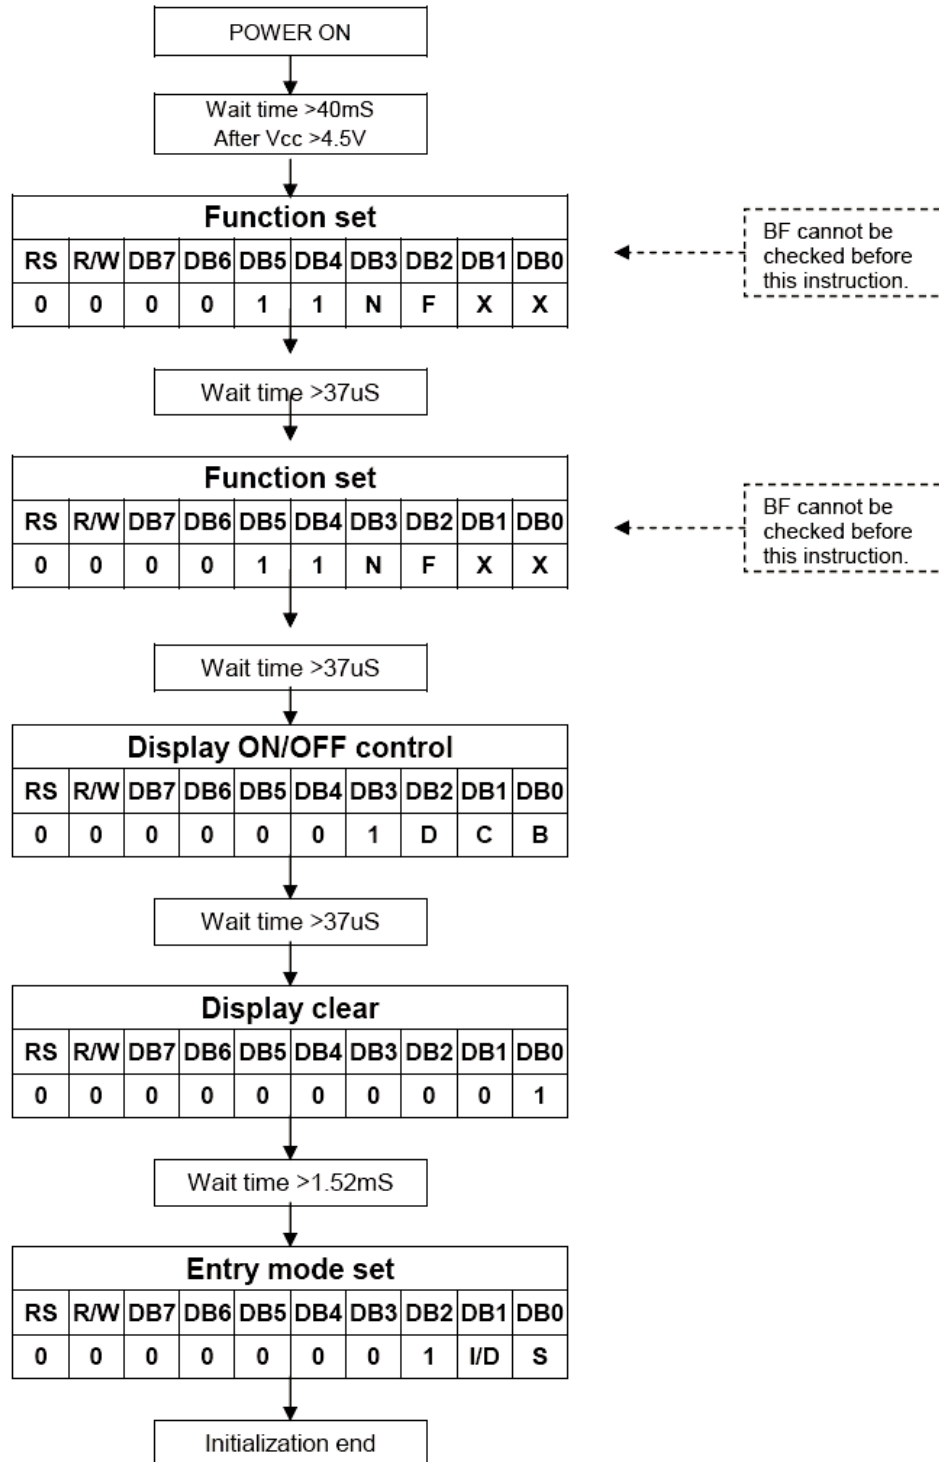 POWER ON
Wait time >40mS
After Vcc >4.5V
Function set
RS R/W DB7 DB6 DB5 DB4 DB3 DB2 DB1 DB0
0 0 0 0 1 1 N F X X
BF cannot be
checked before
this instruction.
Wait time >37uS
Function set
RS R/W DB7 DB6 DB5 DB4 DB3 DB2 DB1 DB0
0 0 0 0 1 1 N F X X
BF cannot be
checked before
this instruction.
Wait time >37uS
Display ON/OFF control
RS R/W DB7 DB6 DB5 DB4 DB3 DB2 DB1 DB0
0 0 0 0 0 0 1 D C B
Wait time >37uS
Display clear
RS R/W DB7 DB6 DB5 DB4 DB3 DB2 DB1 DB0
0 0 0 0 0 0 0 0 0 1
Wait time >1.52mS
Entry mode set
RS R/W DB7 DB6 DB5 DB4 DB3 DB2 DB1 DB0
0 0 0 0 0 0 0 1 I/D S
Initialization end